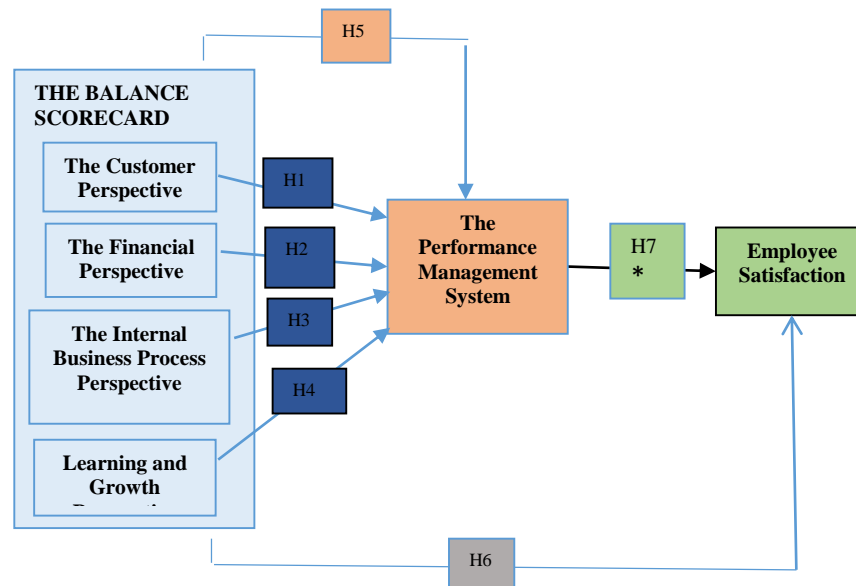 H5
THE BALANCE
SCORECARD
The Customer
Perspective
H1
The Financial
Perspective
H2
The Internal
Business Process
Perspective
H3
Learning and
Growth
H4
The
Performance
Management
System
H7
*
Employee
Satisfaction
H6